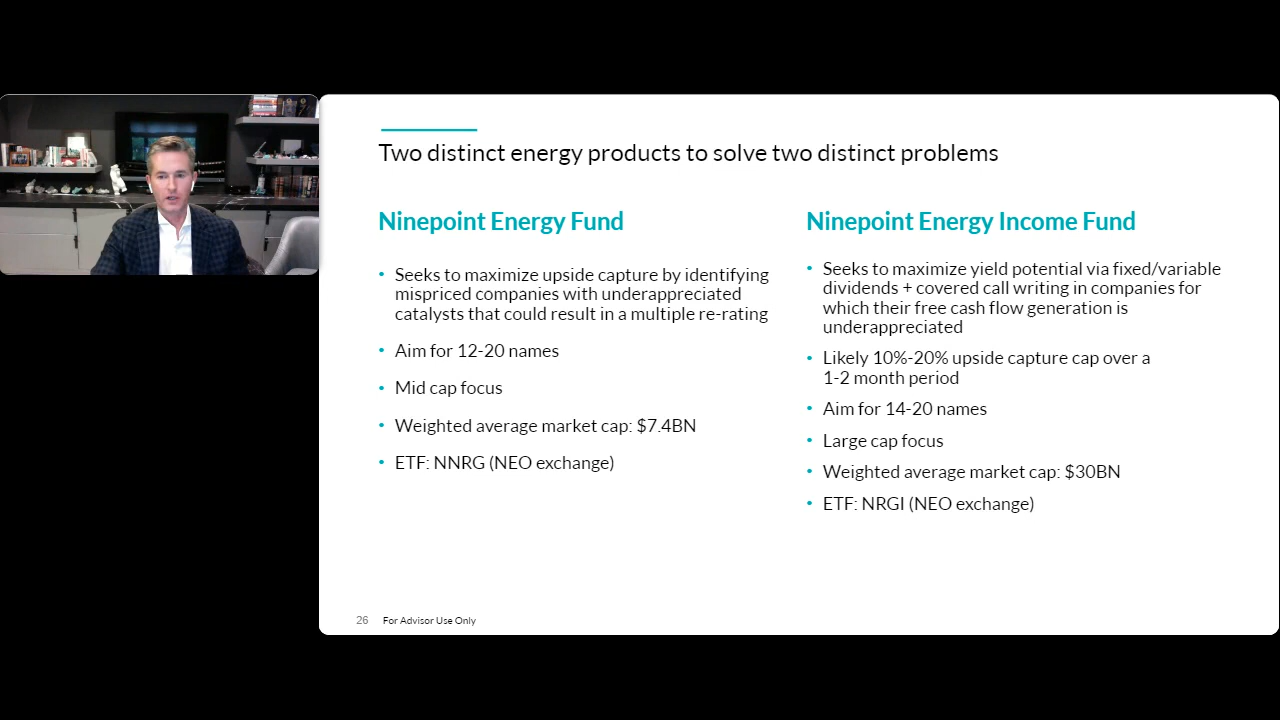 Two distinct energy products to solve two distinct problems
Ninepoint Energy Fund
• Seeks to maximize upside capture by identifying
mispriced companies with underappreciated
catalysts that could result in a multiple re-rating
• Aim for 12-20 names
• Mid cap focus
• Weighted average market cap: $7.4BN
• ETF: NNRG (NEO exchange)
Ninepoint Energy Income Fund
• Seeks to maximize yield potential via fixed/variable
dividends + covered call writing in companies for
which their free cash flow generation is
underappreciated
• Likely 10%-20% upside capture cap over a
1-2 month period
• Aim for 14-20 names
• Large cap focus
• Weighted average market cap: $30BN
• ETF: NRGI (NEO exchange)
26 For Advisor Use Only